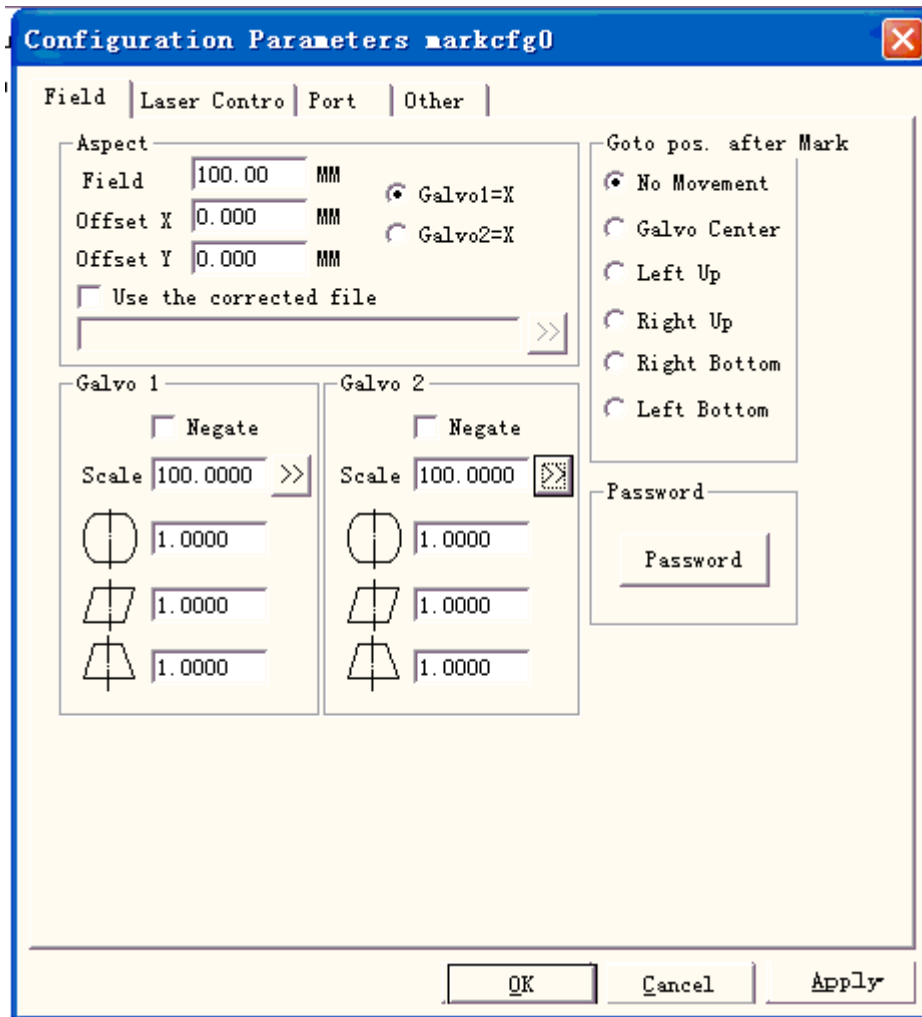 Configuration Parameters markcfg0
Field Laser Contro Port Other
Aspect
Field 100.00 MM
Offset X 0.000 MM
Offset Y 0.000 MM
Galvo1=X
Galvo2=X
Use the corrected file
>>
Goto pos. after Mark
No Movement
Galvo Center
Left Up
Right Up
Right Bottom
Left Bottom
Galvo 1
Negate
Scale 100.0000 >>
1.0000
1.0000
1.0000
Galvo 2
Negate
Scale 100.0000 >>
1.0000
1.0000
1.0000
Password
Password
OK Cancel Apply